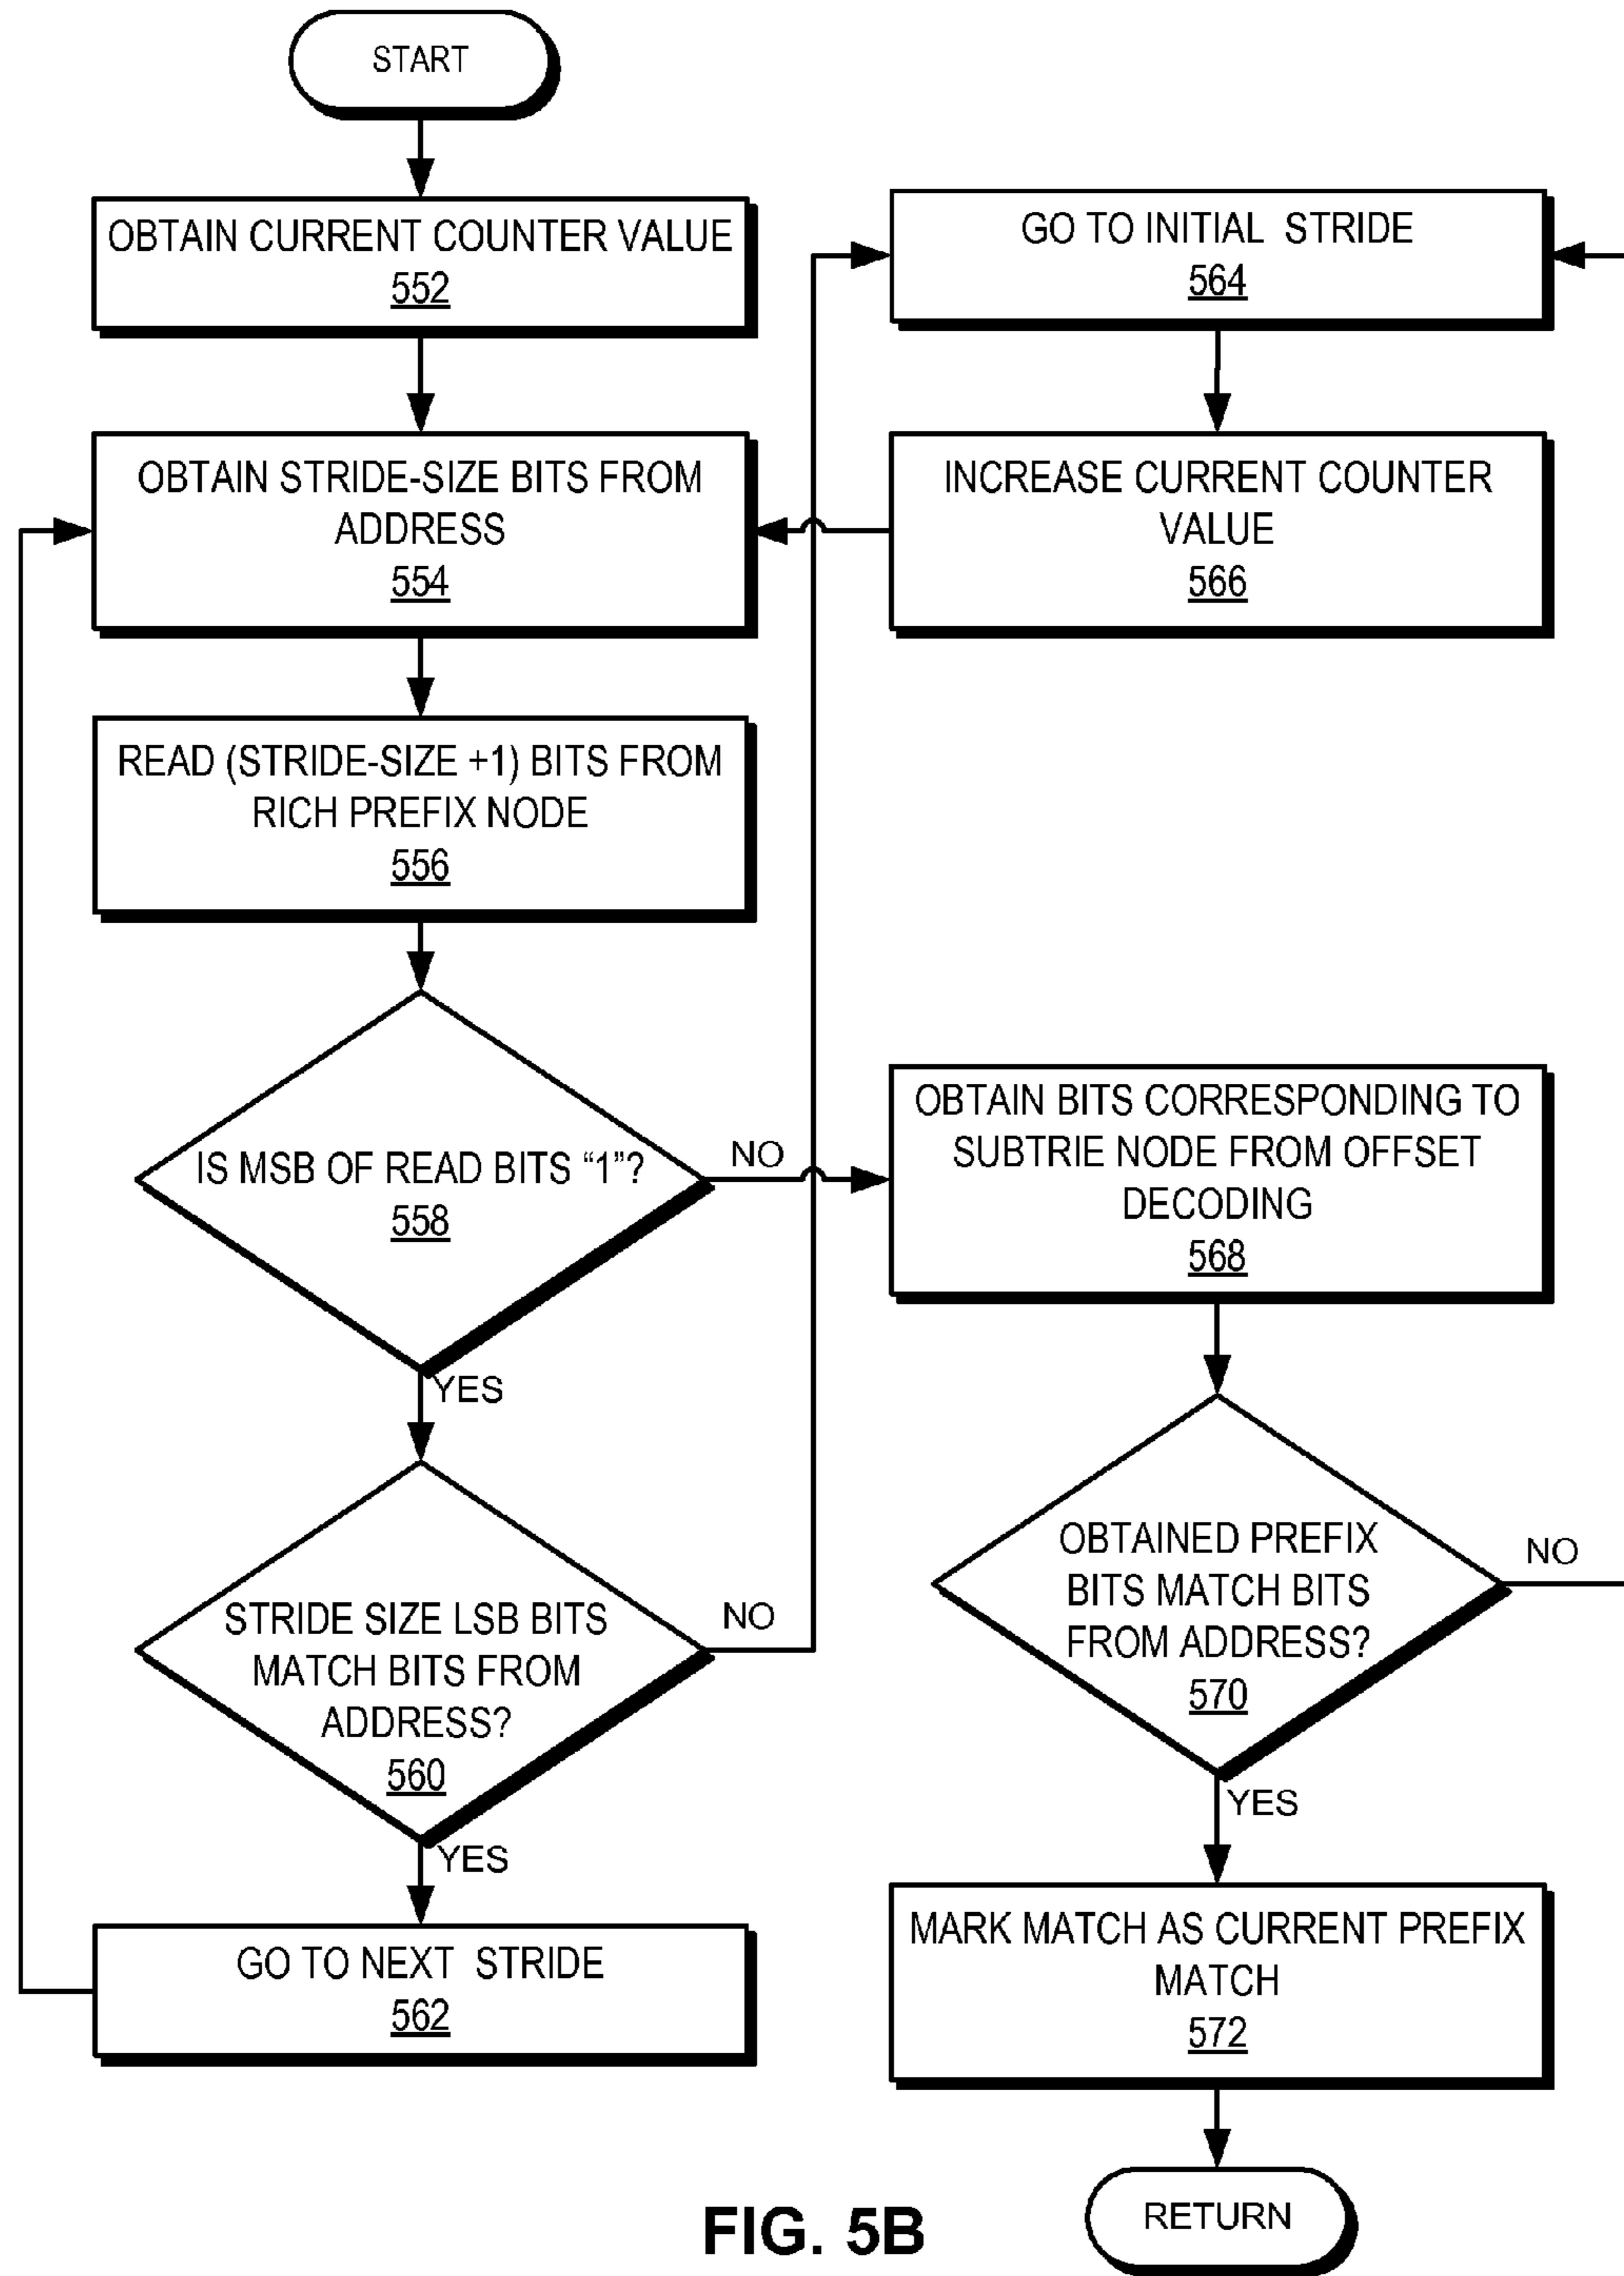 START
OBTAIN CURRENT COUNTER VALUE
552
OBTAIN STRIDE-SIZE BITS FROM
ADDRESS
554
READ (STRIDE-SIZE +1) BITS FROM
RICH PREFIX NODE
556
IS MSB OF READ BITS “1”?
558
NO
YES
STRIDE SIZE LSB BITS
MATCH BITS FROM
ADDRESS?
560
NO
YES
GO TO NEXT STRIDE
562
GO TO INITIAL STRIDE
564
INCREASE CURRENT COUNTER
VALUE
566
OBTAIN BITS CORRESPONDING TO
SUBTRIE NODE FROM OFFSET
DECODING
568
OBTAINED PREFIX
BITS MATCH BITS
FROM ADDRESS?
570
NO
YES
MARK MATCH AS CURRENT PREFIX
MATCH
572
RETURN
FIG. 5B